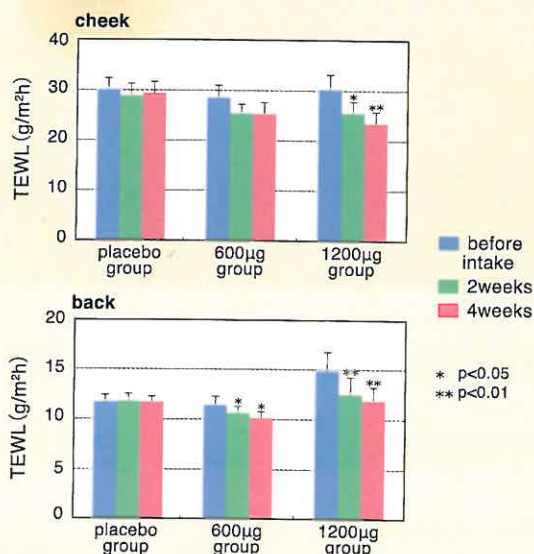 cheek
TEWL (g/m²h)
40
30
20
10
0
placebo
group
600µg
group
1200µg
group
*
**
before
intake
2weeks
4weeks
* p<0.05
** p<0.01
back
TEWL (g/m²h)
20
15
10
5
0
placebo
group
600µg
group
1200µg
group
*
*
**
**